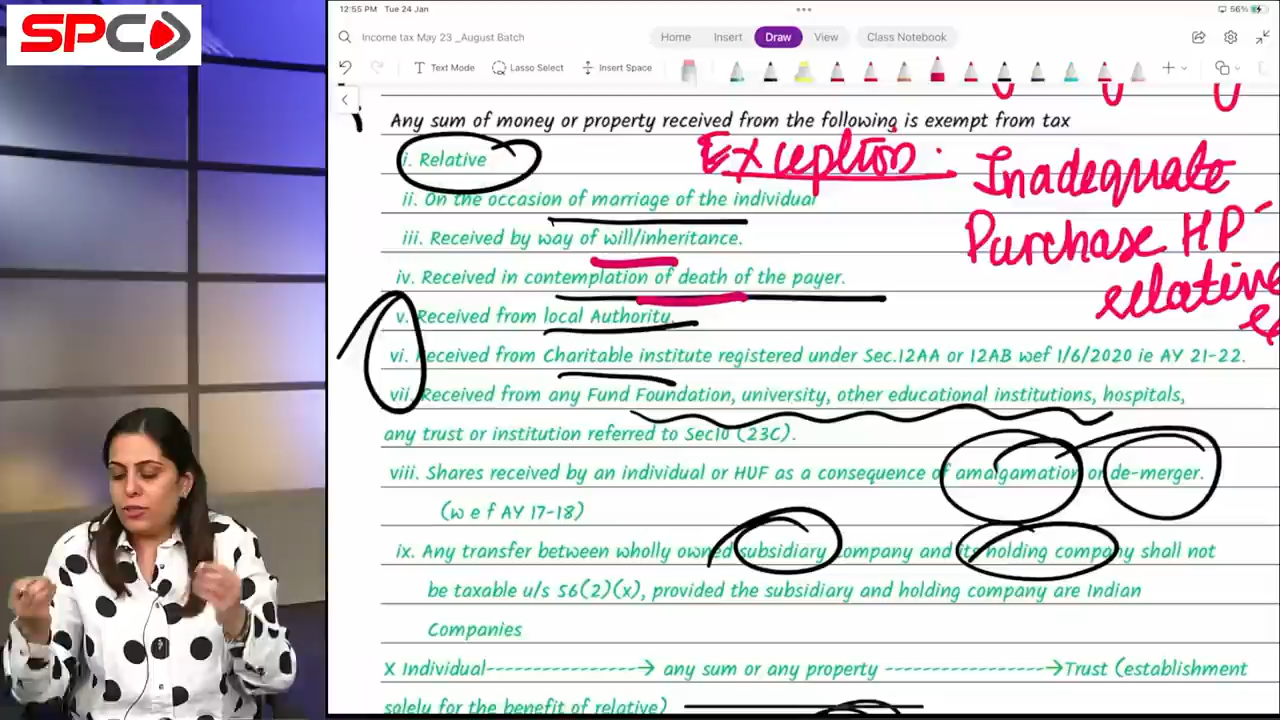 SPC
12:55 PM Tue 24 Jan
56%
Income tax May 23 _August Batch
Home Insert Draw View Class Notebook
Text Mode Lasso Select Insert Space
Any sum of money or property received from the following is exempt from tax
i. Relative
Exception:
Inadequate
ii. On the occasion of marriage of the individual
Purchase HP-
iii. Received by way of will/inheritance.
relative
iv. Received in contemplation of death of the payer.
v. Received from local Authority.
vi. Received from Charitable institute registered under Sec.12AA or 12AB wef 1/6/2020 ie AY 21-22.
vii. Received from any Fund Foundation, university, other educational institutions, hospitals,
any trust or institution referred to Sec10 (23C).
viii. Shares received by an individual or HUF as a consequence of amalgamation or de-merger.
(w e f AY 17-18)
ix. Any transfer between wholly owned subsidiary company and its holding company shall not
be taxable u/s 56(2)(x), provided the subsidiary and holding company are Indian
Companies
X Individual----------------→ any sum or any property -----------------→Trust (establishment
solely for the benefit of relative)